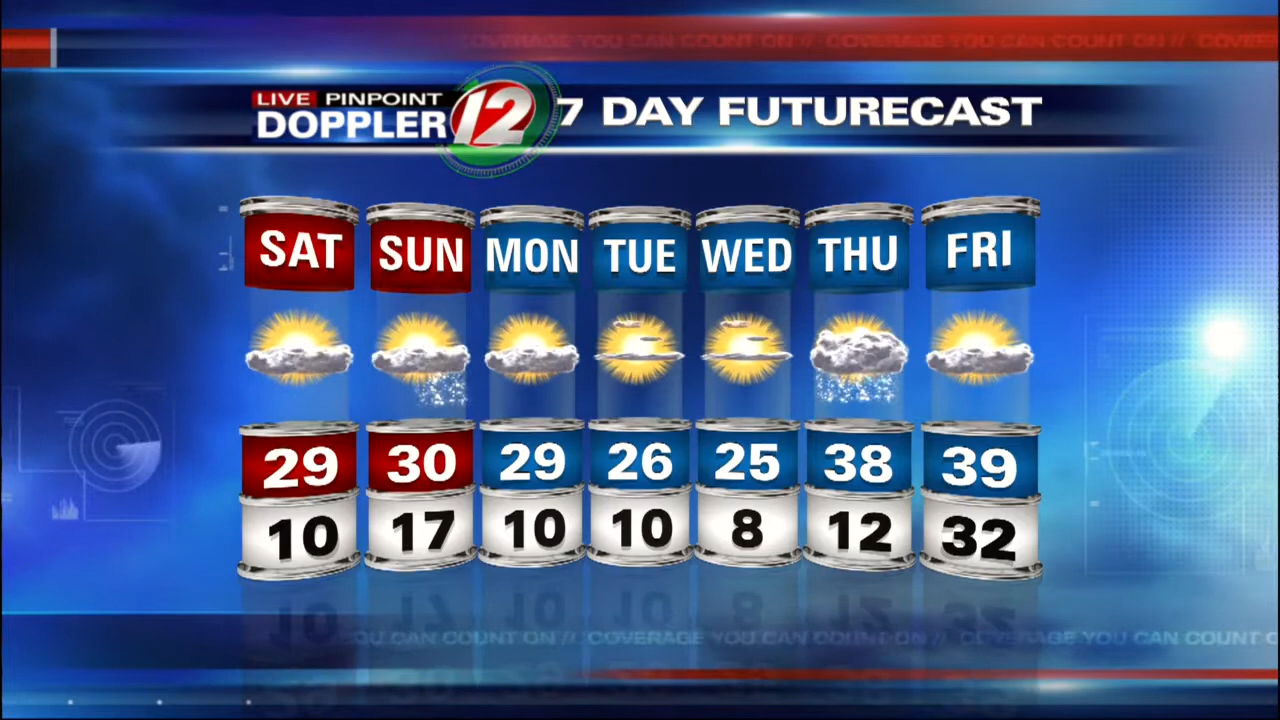 COVERAGE YOU CAN COUNT ON // COVERAGE YOU CAN COUNT ON // COVER
LIVE PINPOINT
DOPPLER 12 7 DAY FUTURECAST
SAT SUN MON TUE WED THU FRI
29 30 29 26 25 38 39
10 17 10 10 8 12 32
OU CAN COUNT ON // COVERAGE YOU CAN COUNT ON // COVERAGE YOU CAN COUNT